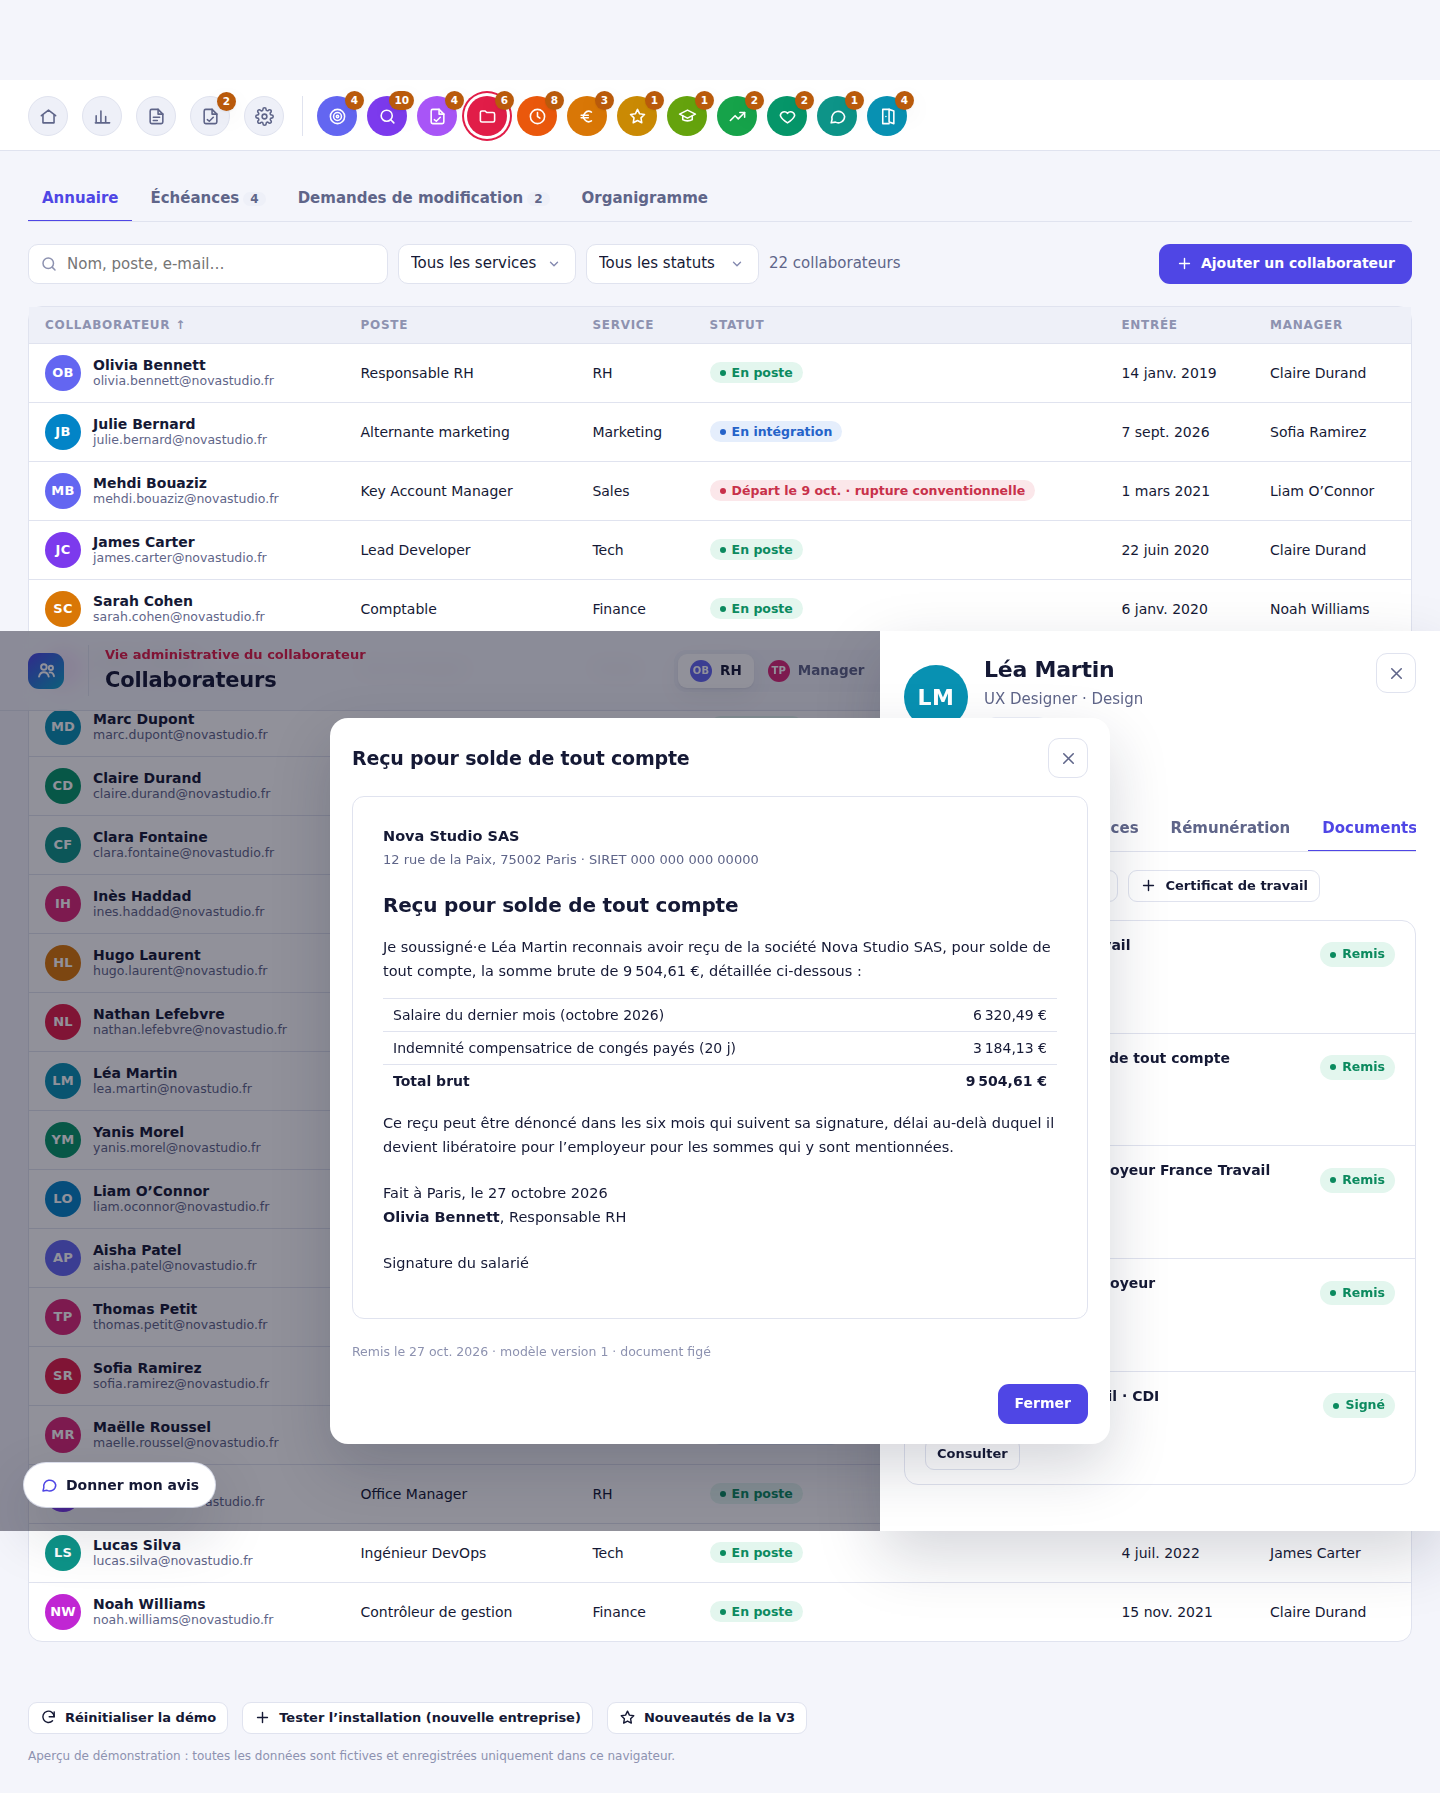 2
4
10
4
6
8
3
1
1
2
2
1
4
Annuaire
Échéances 4
Demandes de modification 2
Organigramme
Nom, poste, e-mail…
Tous les services
Tous les statuts
22 collaborateurs
Ajouter un collaborateur
COLLABORATEUR ↑ POSTE SERVICE STATUT ENTRÉE MANAGER
OB Olivia Bennett
olivia.bennett@novastudio.fr
Responsable RH RH En poste 14 janv. 2019 Claire Durand
JB Julie Bernard
julie.bernard@novastudio.fr
Alternante marketing Marketing En intégration 7 sept. 2026 Sofia Ramirez
MB Mehdi Bouaziz
mehdi.bouaziz@novastudio.fr
Key Account Manager Sales Départ le 9 oct. · rupture conventionnelle 1 mars 2021 Liam O’Connor
JC James Carter
james.carter@novastudio.fr
Lead Developer Tech En poste 22 juin 2020 Claire Durand
SC Sarah Cohen
sarah.cohen@novastudio.fr
Comptable Finance En poste 6 janv. 2020 Noah Williams
Vie administrative du collaborateur
Collaborateurs
OB RH
TP Manager
MD Marc Dupont
marc.dupont@novastudio.fr
CD Claire Durand
claire.durand@novastudio.fr
CF Clara Fontaine
clara.fontaine@novastudio.fr
IH Inès Haddad
ines.haddad@novastudio.fr
HL Hugo Laurent
hugo.laurent@novastudio.fr
NL Nathan Lefebvre
nathan.lefebvre@novastudio.fr
LM Léa Martin
lea.martin@novastudio.fr
YM Yanis Morel
yanis.morel@novastudio.fr
LO Liam O’Connor
liam.oconnor@novastudio.fr
AP Aisha Patel
aisha.patel@novastudio.fr
TP Thomas Petit
thomas.petit@novastudio.fr
SR Sofia Ramirez
sofia.ramirez@novastudio.fr
MR Maëlle Roussel
maelle.roussel@novastudio.fr
Donner mon avis
astudio.fr
Office Manager RH En poste
LM Léa Martin
UX Designer · Design
ces
Rémunération
Documents
Certificat de travail
ail
Remis
de tout compte
Remis
oyeur France Travail
Remis
oyeur
Remis
il · CDI
Signé
Consulter
Reçu pour solde de tout compte
Nova Studio SAS
12 rue de la Paix, 75002 Paris · SIRET 000 000 000 00000
Reçu pour solde de tout compte
Je soussigné·e Léa Martin reconnais avoir reçu de la société Nova Studio SAS, pour solde de
tout compte, la somme brute de 9 504,61 €, détaillée ci-dessous :
Salaire du dernier mois (octobre 2026) 6 320,49 €
Indemnité compensatrice de congés payés (20 j) 3 184,13 €
Total brut 9 504,61 €
Ce reçu peut être dénoncé dans les six mois qui suivent sa signature, délai au-delà duquel il
devient libératoire pour l’employeur pour les sommes qui y sont mentionnées.
Fait à Paris, le 27 octobre 2026
Olivia Bennett, Responsable RH
Signature du salarié
Remis le 27 oct. 2026 · modèle version 1 · document figé
Fermer
LS Lucas Silva
lucas.silva@novastudio.fr
Ingénieur DevOps Tech En poste 4 juil. 2022 James Carter
NW Noah Williams
noah.williams@novastudio.fr
Contrôleur de gestion Finance En poste 15 nov. 2021 Claire Durand
Réinitialiser la démo
Tester l’installation (nouvelle entreprise)
Nouveautés de la V3
Aperçu de démonstration : toutes les données sont fictives et enregistrées uniquement dans ce navigateur.